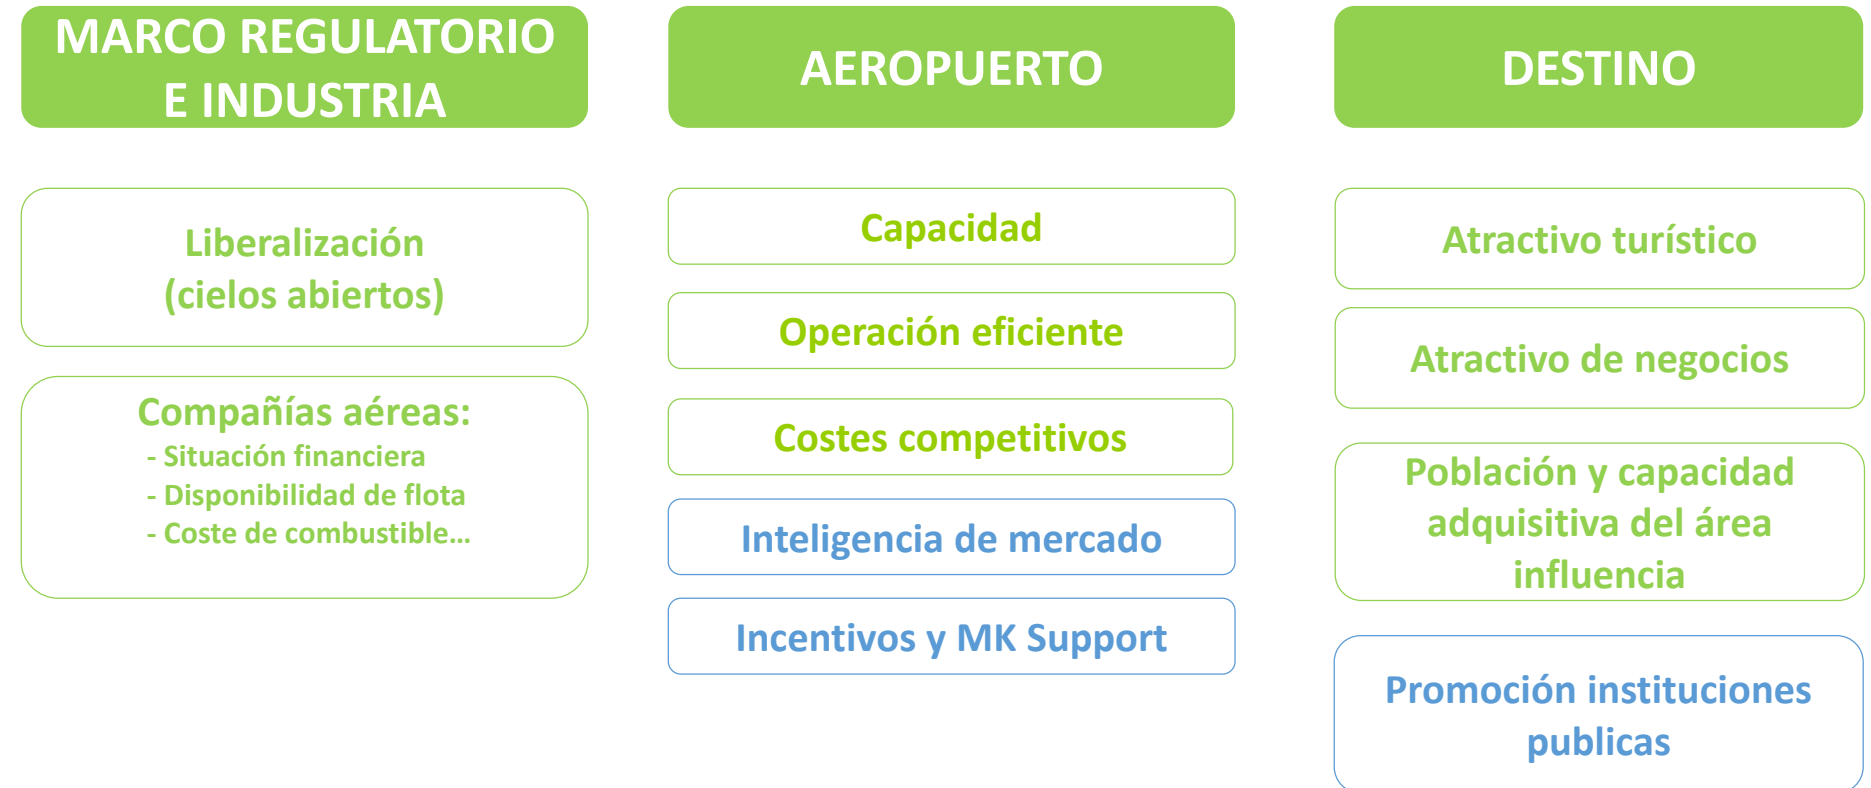 MARCO REGULATORIO
E INDUSTRIA
Liberalización
(cielos abiertos)
Compañías aéreas:
- Situación financiera
- Disponibilidad de flota
- Coste de combustible...
AEROPUERTO
Capacidad
Operación eficiente
Costes competitivos
Inteligencia de mercado
Incentivos y MK Support
DESTINO
Atractivo turístico
Atractivo de negocios
Población y capacidad
adquisitiva del área
influencia
Promoción instituciones
publicas